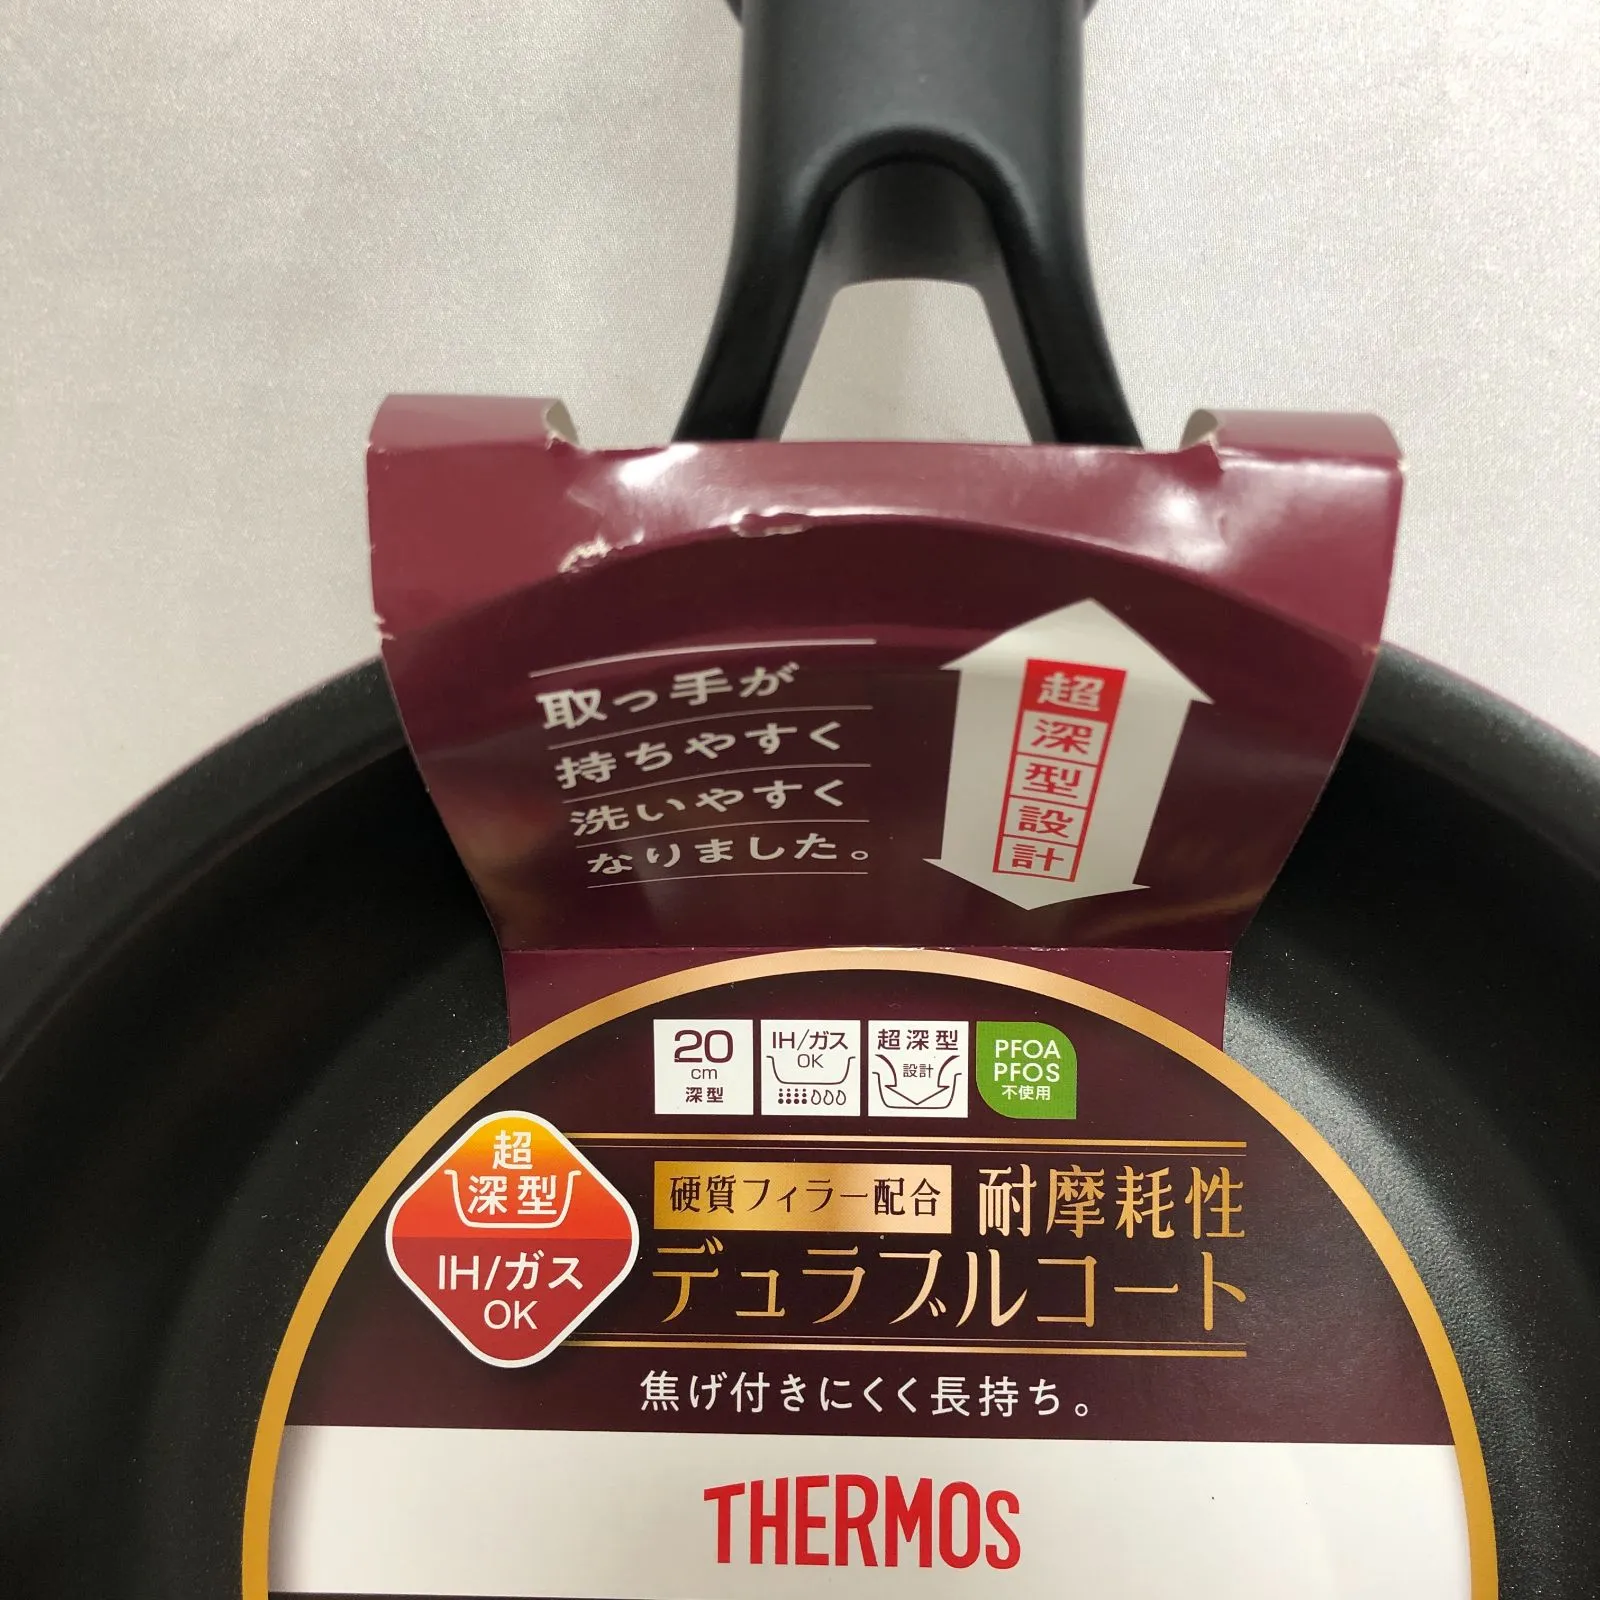 取っ手が
持ちやすく
洗いやすく
なりました。
超深型設計
20
cm
深型
IH/ガス
OK
超深型
設計
PFOA
PFOS
不使用
超
深型
IH/ガス
OK
硬質フィラー配合 耐摩耗性
デュラブルコート
焦げ付きにくく長持ち。
THERMOS